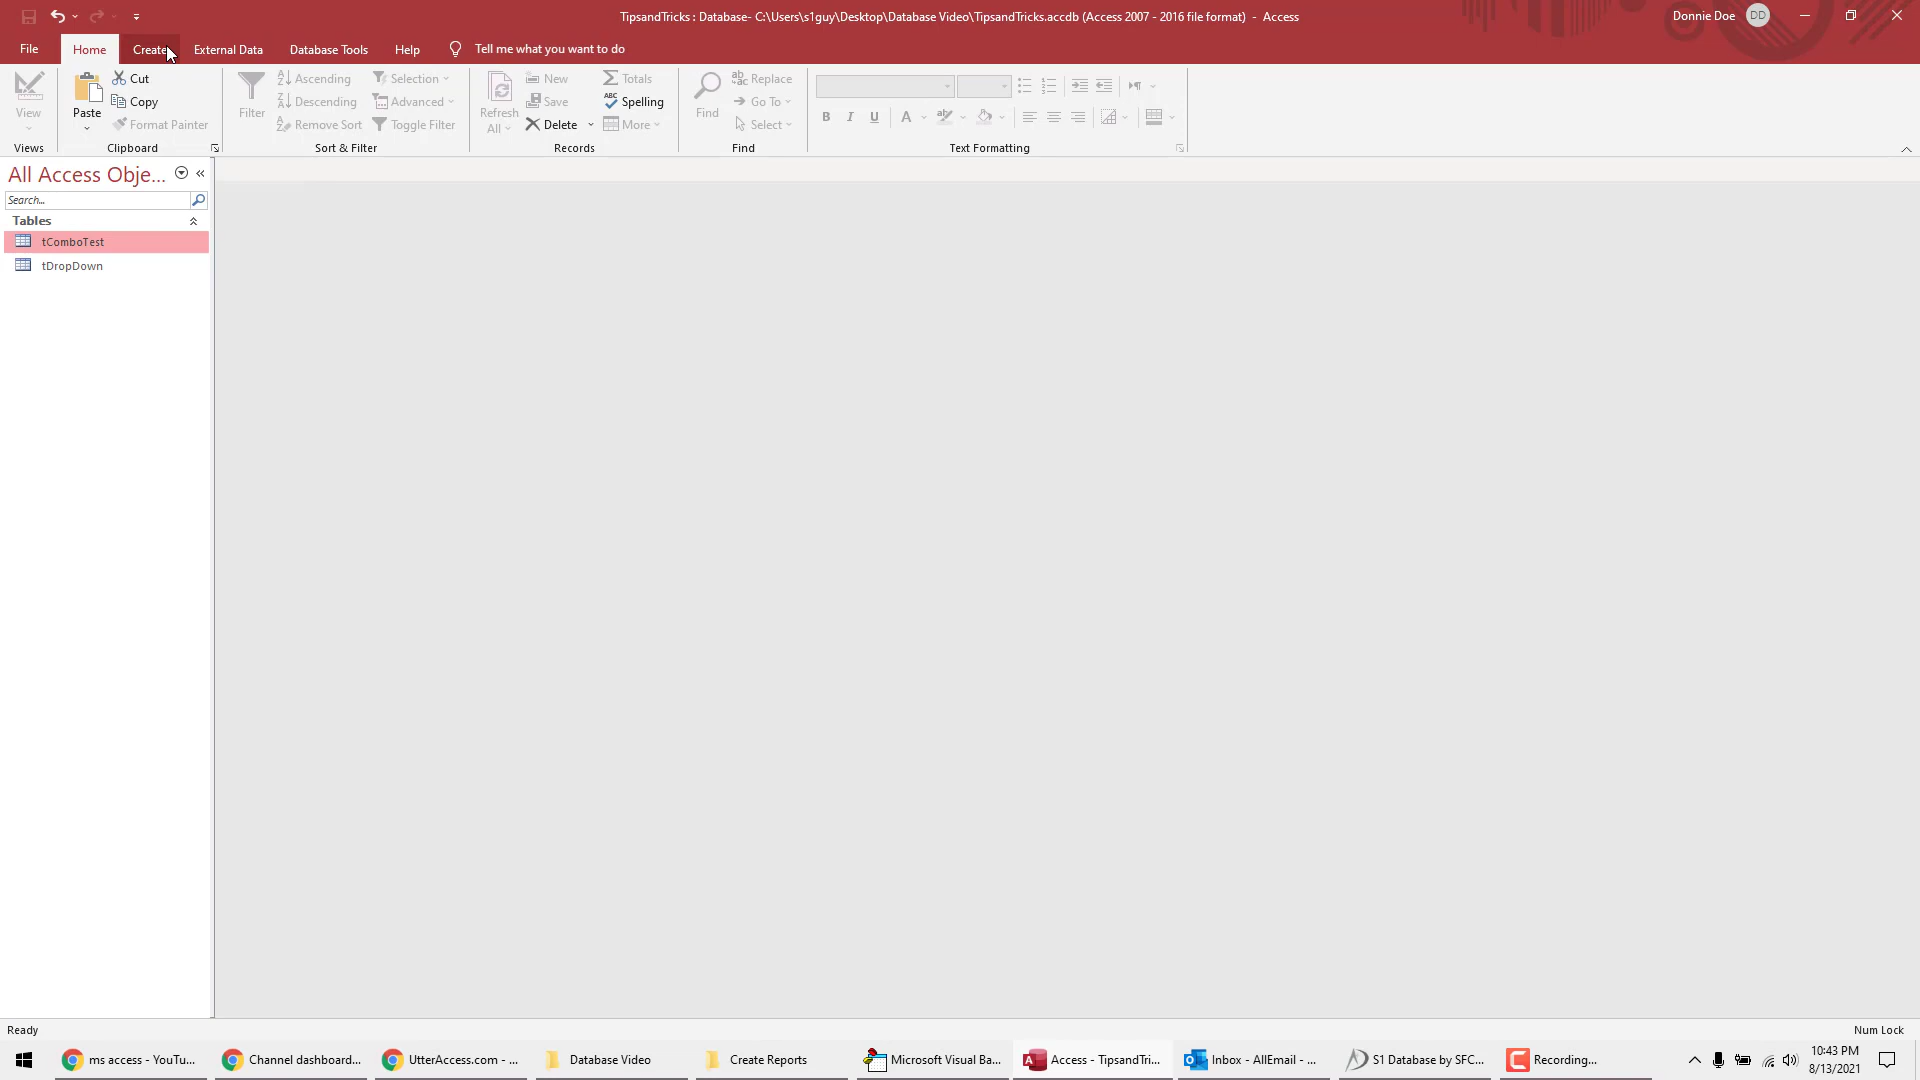 TipsandTricks : Database- C:\Users\s1guy\Desktop\Database Video\TipsandTricks.accdb (Access 2007 - 2016 file format) - Access
Donnie Doe DD
File Home Create External Data Database Tools Help Tell me what you want to do
View
Views
Paste
Cut
Copy
Format Painter
Clipboard
Filter
Ascending
Descending
Remove Sort
Selection
Advanced
Toggle Filter
Sort & Filter
Refresh
All
New
Save
Delete
Totals
Spelling
More
Records
Find
Replace
Go To
Select
Find
B I U A
Text Formatting
All Access Obje...
Search...
Tables
tComboTest
tDropDown
Ready
Num Lock
ms access - YouTu...
Channel dashboard...
UtterAccess.com - ...
Database Video
Create Reports
Microsoft Visual Ba...
Access - TipsandTri...
Inbox - AllEmail - ...
S1 Database by SFC...
Recording...
10:43 PM
8/13/2021